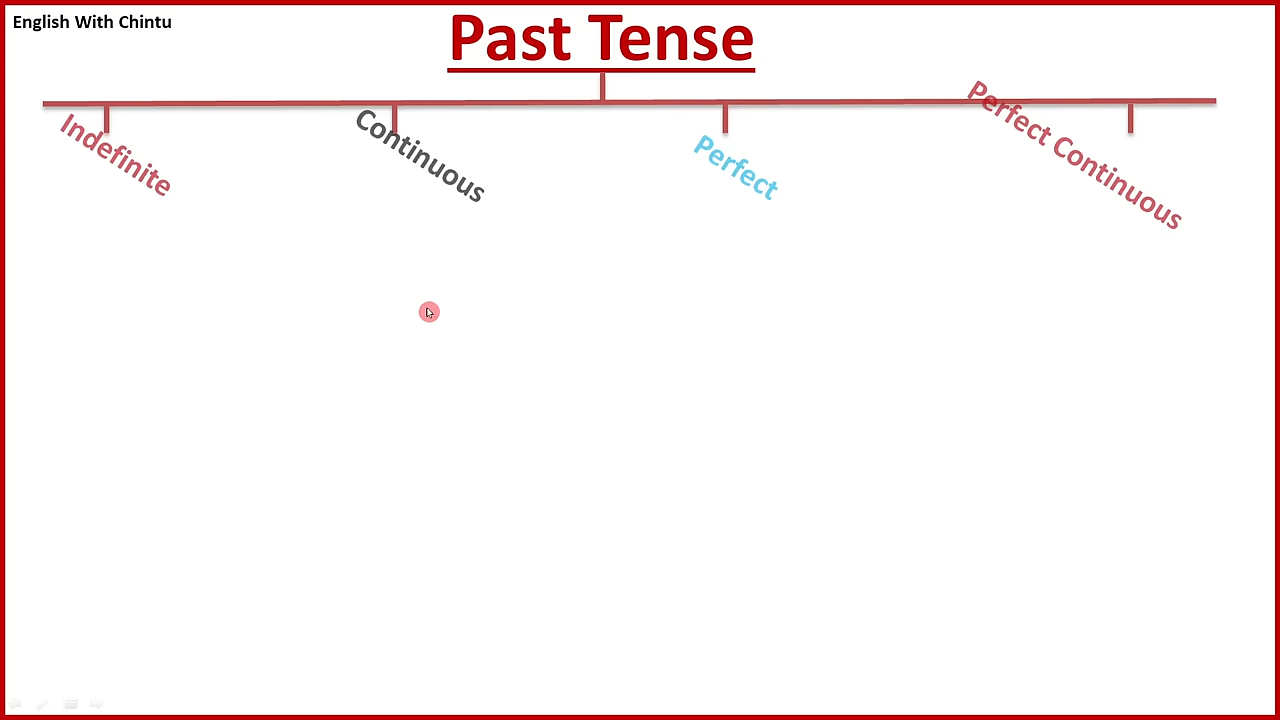 English With Chintu
Past Tense
Indefinite
Continuous
Perfect
Perfect Continuous